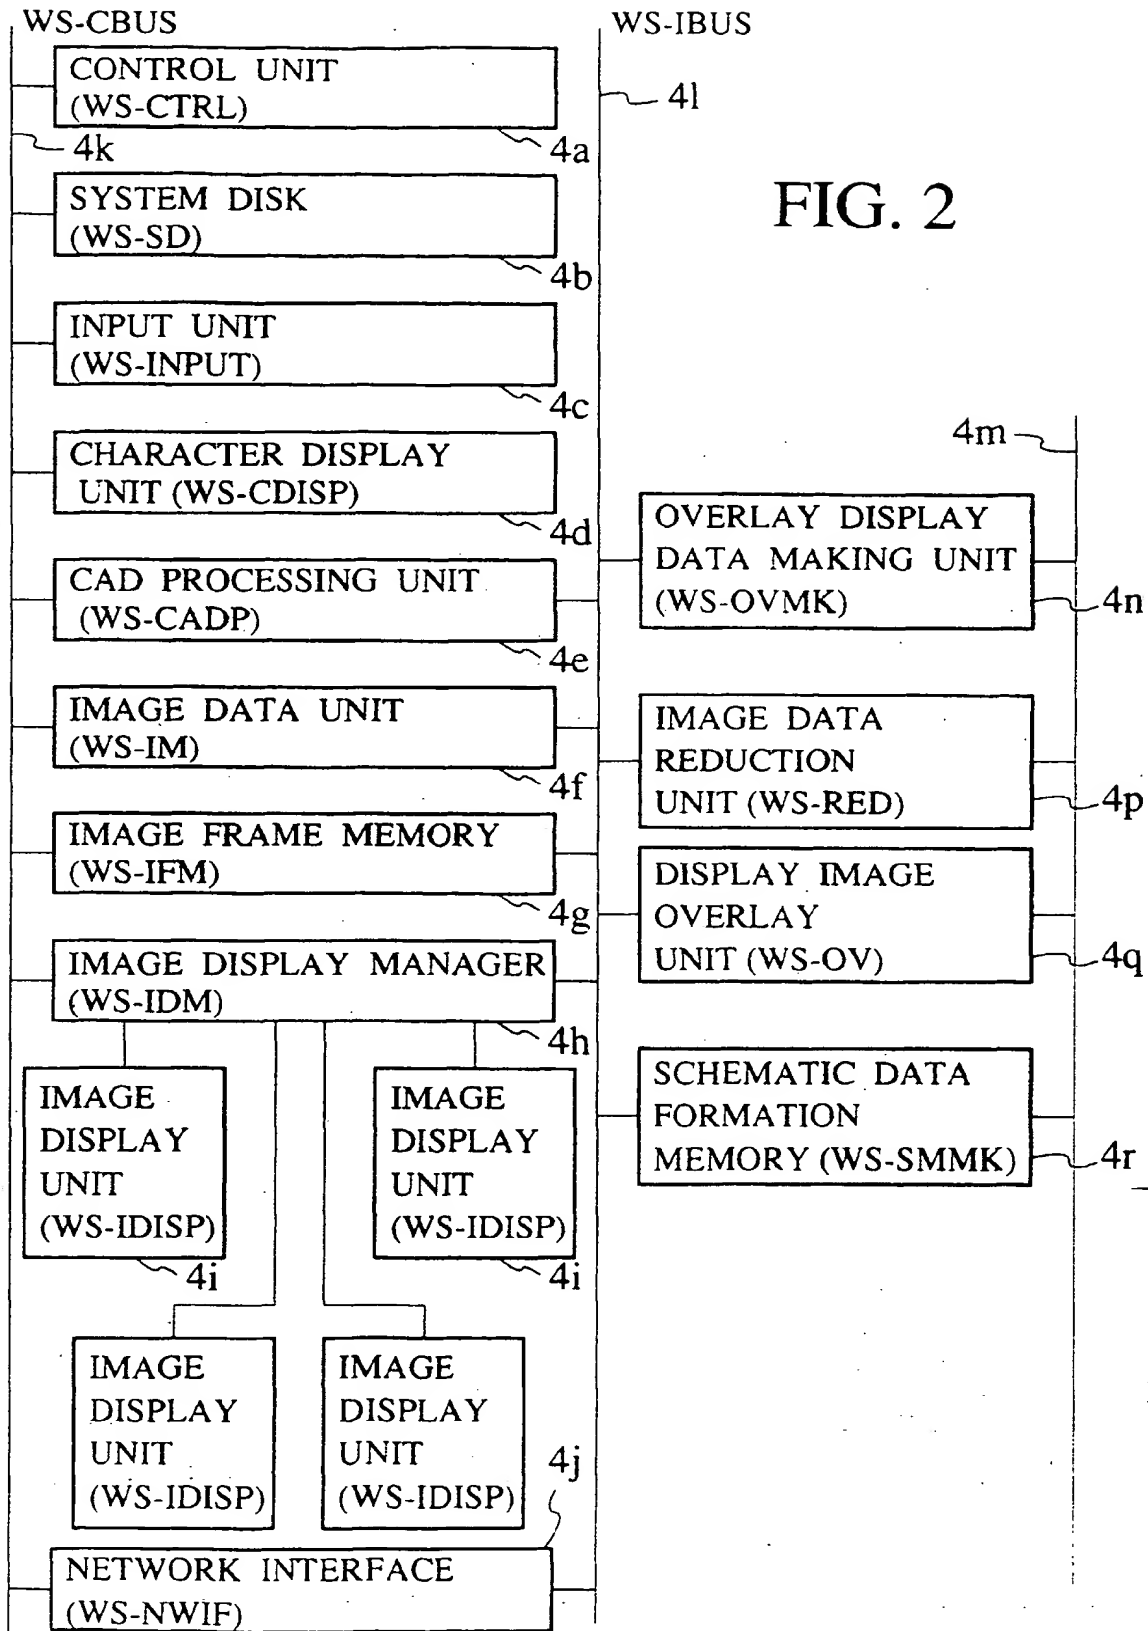 WS-CBUS
CONTROL UNIT
(WS-CTRL)
4k
4a
SYSTEM DISK
(WS-SD)
4b
INPUT UNIT
(WS-INPUT)
4c
CHARACTER DISPLAY
UNIT (WS-CDISP)
4d
CAD PROCESSING UNIT
(WS-CADP)
4e
IMAGE DATA UNIT
(WS-IM)
4f
IMAGE FRAME MEMORY
(WS-IFM)
4g
IMAGE DISPLAY MANAGER
(WS-IDM)
4h
IMAGE
DISPLAY
UNIT
(WS-IDISP)
4i
IMAGE
DISPLAY
UNIT
(WS-IDISP)
4i
IMAGE
DISPLAY
UNIT
(WS-IDISP)
IMAGE
DISPLAY
UNIT
(WS-IDISP)
4j
NETWORK INTERFACE
(WS-NWIF)
WS-IBUS
4l
FIG. 2
4m
OVERLAY DISPLAY
DATA MAKING UNIT
(WS-OVMK)
4n
IMAGE DATA
REDUCTION
UNIT (WS-RED)
4p
DISPLAY IMAGE
OVERLAY
UNIT (WS-OV)
4q
SCHEMATIC DATA
FORMATION
MEMORY (WS-SMMK)
4r